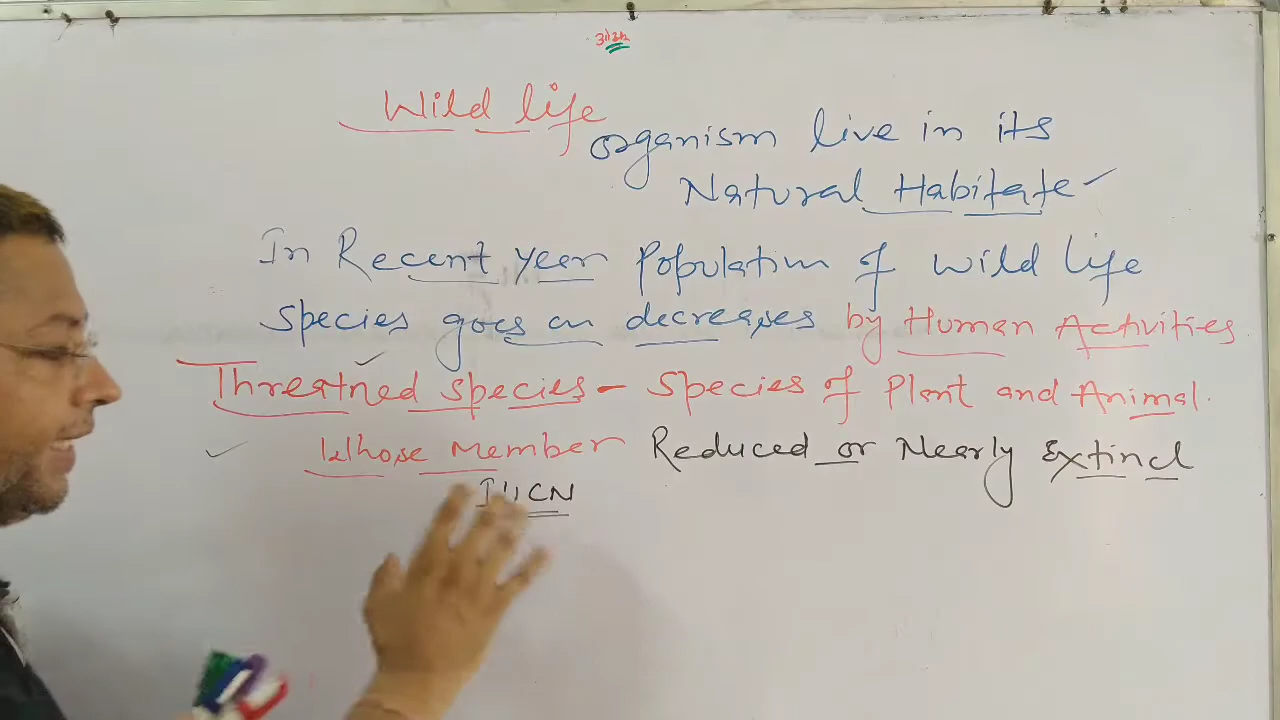 Wild life
organism live in its
Natural Habitate
In Recent year Population of wild life
species goes on decreases by Human Activities
Threatned species - Species of Plant and Animal.
Whose member Reduced or Nearly Extinct
IUCN